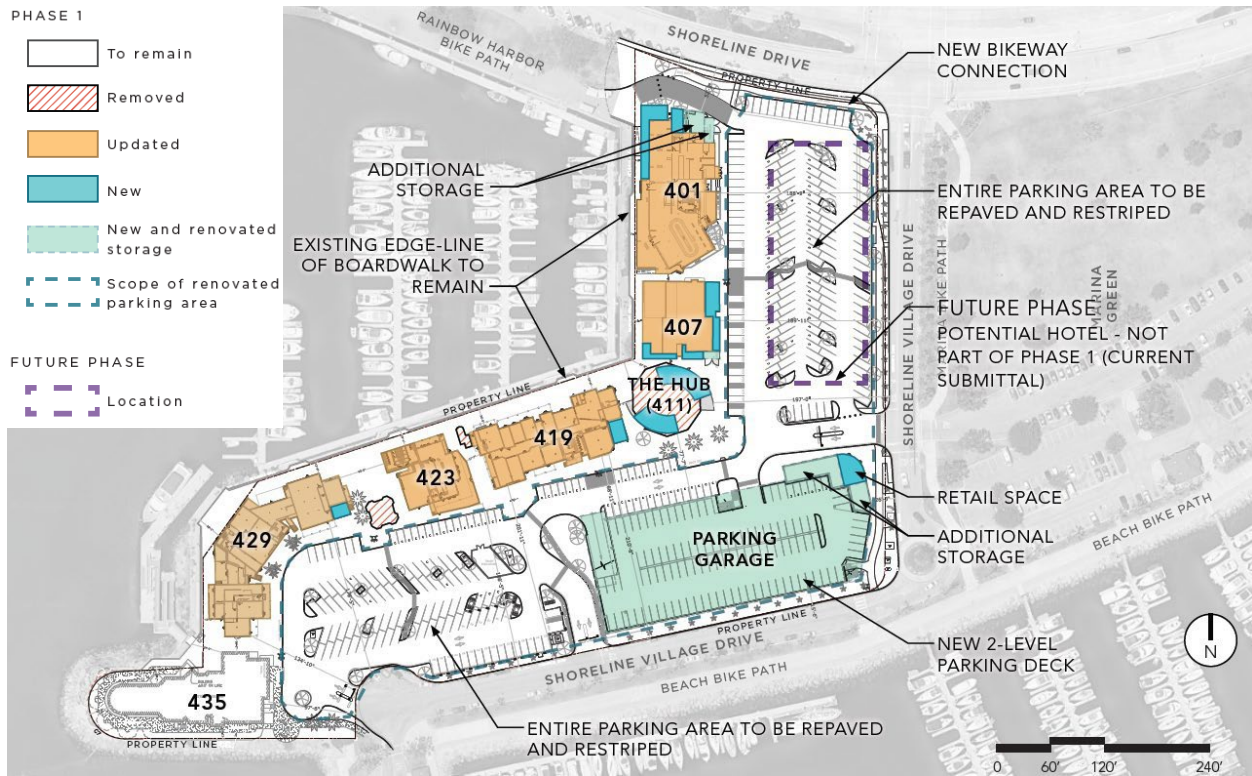 PHASE 1
To remain
Removed
Updated
New
New and renovated
storage
Scope of renovated
parking area
FUTURE PHASE
Location
RAINBOW HARBOR
BIKE PATH
SHORELINE DRIVE
PROPERTY LINE
NEW BIKEWAY
CONNECTION
ADDITIONAL
STORAGE
401
ENTIRE PARKING AREA TO BE
REPAVED AND RESTRIPED
EXISTING EDGE-LINE
OF BOARDWALK TO
REMAIN
407
SHORELINE VILLAGE DRIVE
MARINA
GREEN
FUTURE PHASE
POTENTIAL HOTEL - NOT
PART OF PHASE 1 (CURRENT
SUBMITTAL)
PROPERTY LINE
THE HUB
(411)
419
423
429
435
RETAIL SPACE
ADDITIONAL
STORAGE
BEACH BIKE PATH
PARKING
GARAGE
PROPERTY LINE
NEW 2-LEVEL
PARKING DECK
SHORELINE VILLAGE DRIVE
BEACH BIKE PATH
ENTIRE PARKING AREA TO BE REPAVED
AND RESTRIPED
PROPERTY LINE
N
0 60' 120' 240'